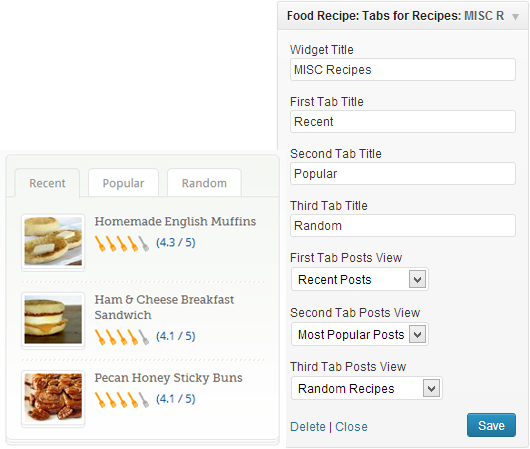 Recent Popular Random
Homemade English Muffins
(4.3 / 5)
Ham & Cheese Breakfast
Sandwich
(4.1 / 5)
Pecan Honey Sticky Buns
(4.1 / 5)
Food Recipe: Tabs for Recipes: MISC R
Widget Title
MISC Recipes
First Tab Title
Recent
Second Tab Title
Popular
Third Tab Title
Random
First Tab Posts View
Recent Posts
Second Tab Posts View
Most Popular Posts
Third Tab Posts View
Random Recipes
Delete | Close Save